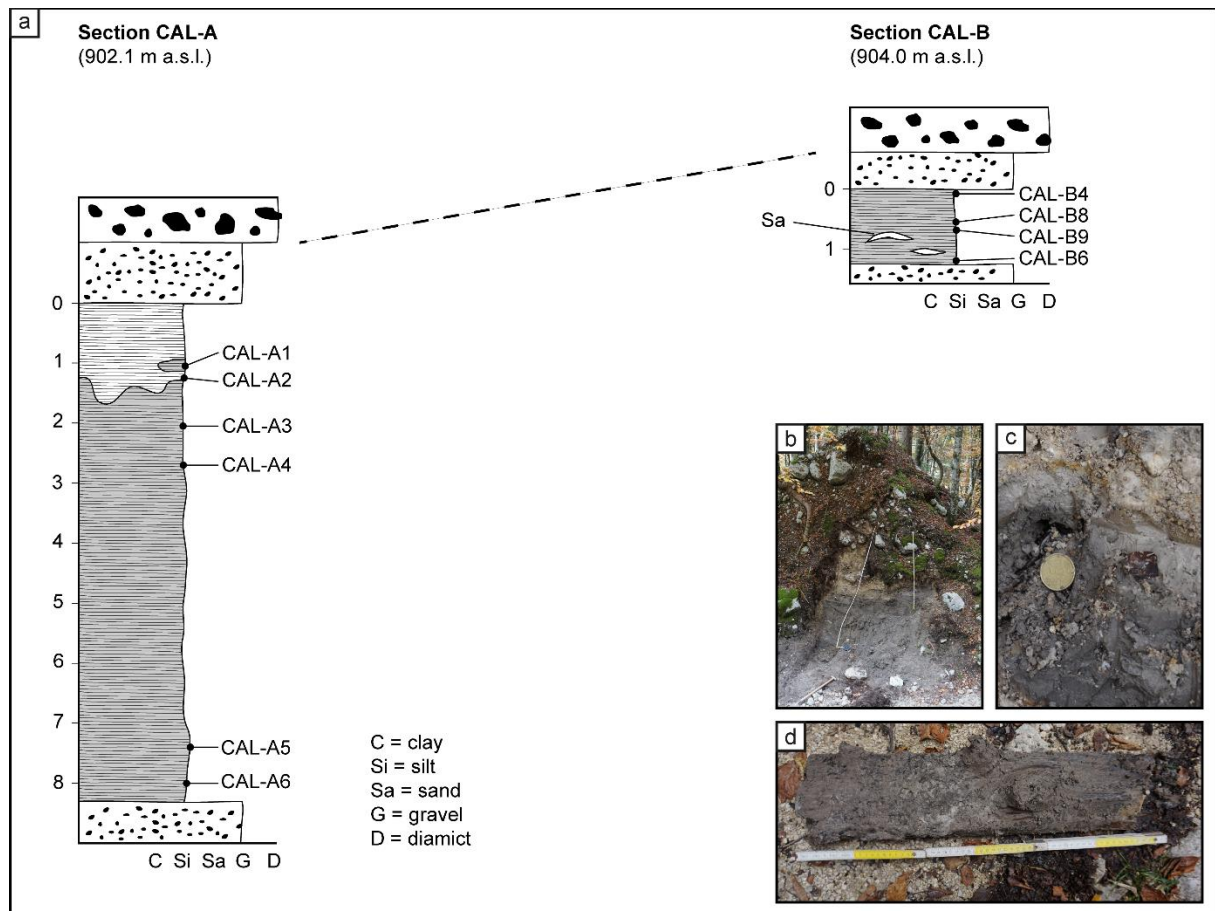 a
Section CAL-A
(902.1 m a.s.l.)
Section CAL-B
(904.0 m a.s.l.)
0
1
2
3
4
5
6
7
8
CAL-A1
CAL-A2
CAL-A3
CAL-A4
CAL-A5
CAL-A6
C Si Sa G D
Sa
0
1
CAL-B4
CAL-B8
CAL-B9
CAL-B6
C Si Sa G D
C = clay
Si = silt
Sa = sand
G = gravel
D = diamict
b
c
d